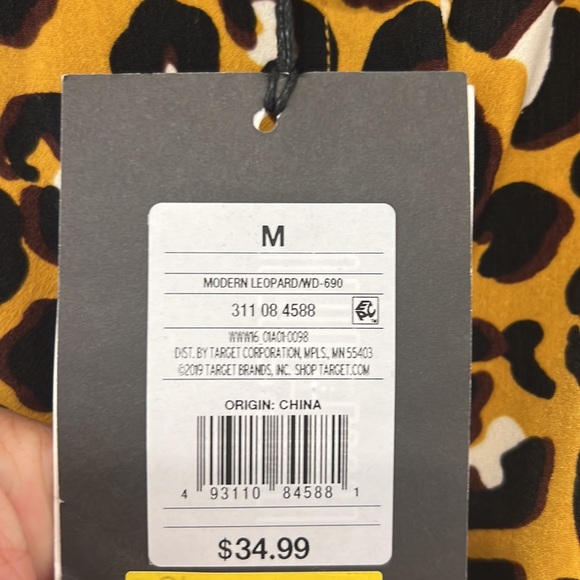 M
MODERN LEOPARD/WD-690
311 08 4588
EPC
WWW16 01A01-0098
DIST. BY TARGET CORPORATION, MPLS., MN 55403
©2019 TARGET BRANDS, INC. SHOP TARGET.COM
ORIGIN: CHINA
4 93110 84588 1
$34.99